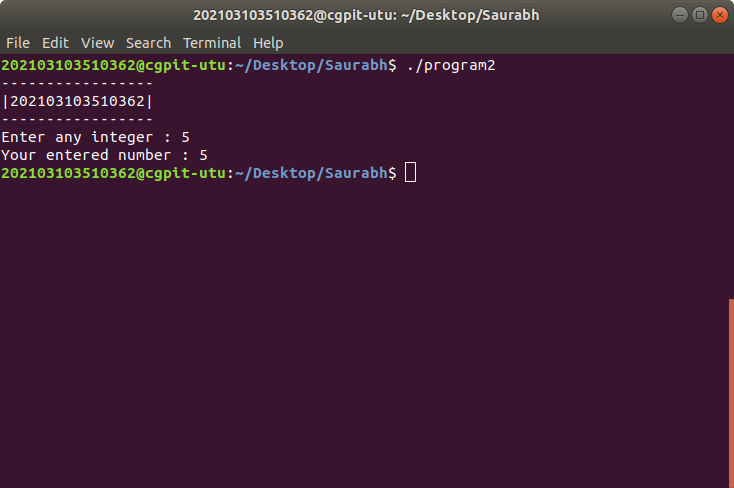 202103103510362@cgpit-utu: ~/Desktop/Saurabh
File Edit View Search Terminal Help
202103103510362@cgpit-utu:~/Desktop/Saurabh$ ./program2
-----------------
|202103103510362|
-----------------
Enter any integer : 5
Your entered number : 5
202103103510362@cgpit-utu:~/Desktop/Saurabh$